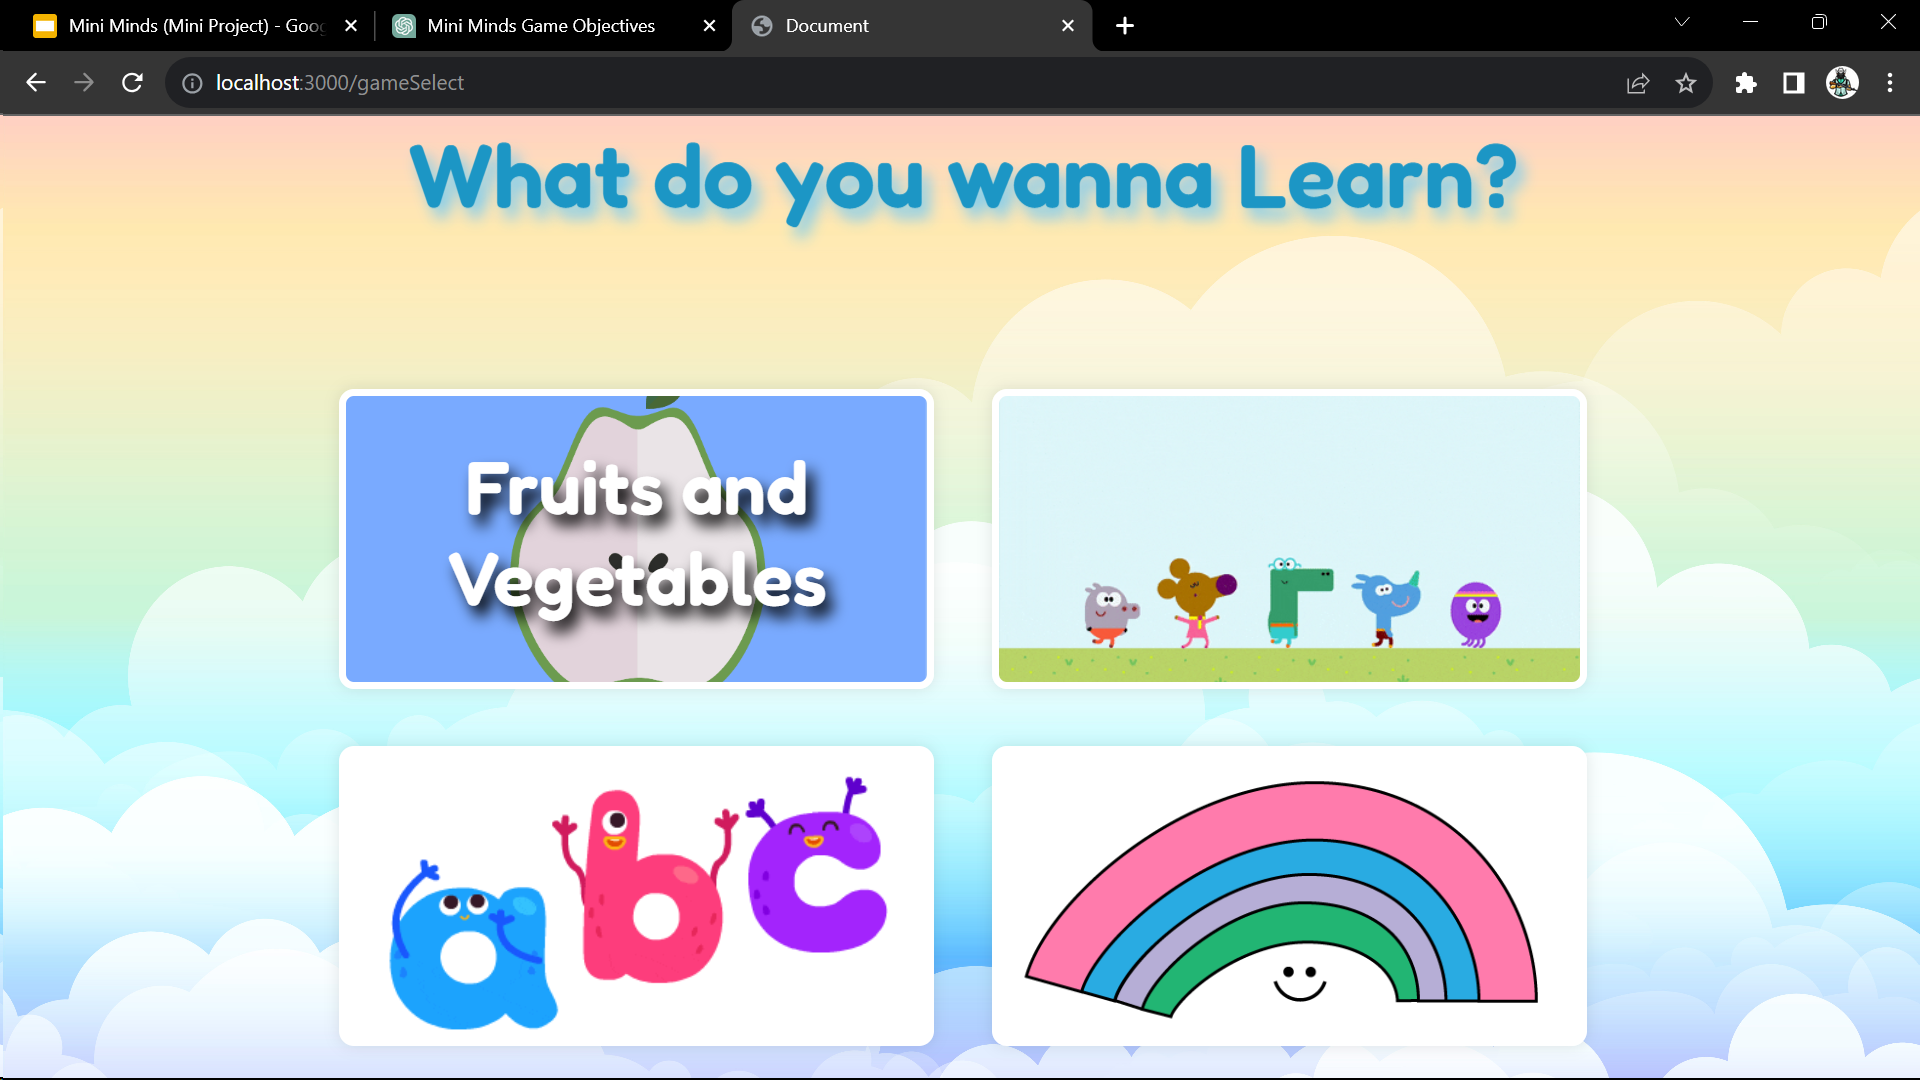 Mini Minds (Mini Project) - Goo
Mini Minds Game Objectives
Document
localhost:3000/gameSelect
What do you wanna Learn?
Fruits and
Vegetables
abc